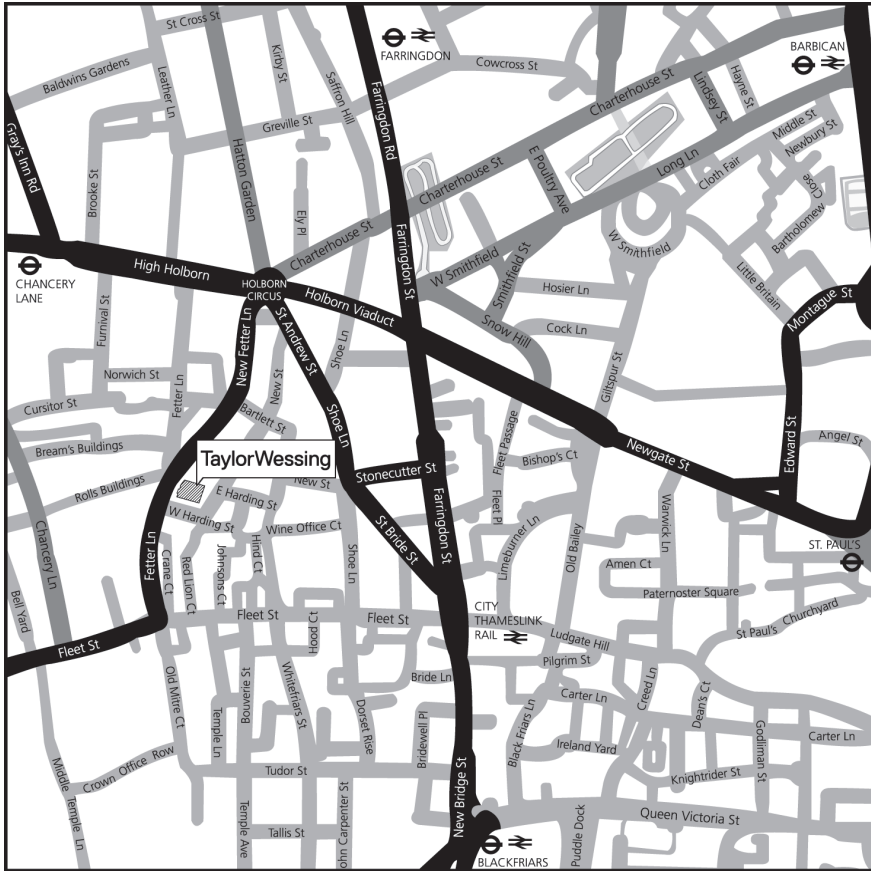 St Cross St
Baldwins Gardens
Leather Ln
Kirby St
Saffron Hill
FARRINGDON
Cowcross St
BARBICAN
Charterhouse St
Lindsey St
Hayne St
Gray's Inn Rd
Farringdon Rd
Greville St
Hatton Garden
Middle St
Newbury St
Long Ln
Cloth Fair
E Poultry Ave
Charterhouse St
Brooke St
Ely Pl
Close
Bartholomew
Charterhouse St
Farringdon St
W Smithfield
W Smithfield
Smithfield St
Little Britain
High Holborn
HOLBORN
CIRCUS
CHANCERY
LANE
Holborn Viaduct
Hosier Ln
Montague St
Furnival St
New Fetter Ln
St Andrew St
Shoe Ln
Snow Hill
Cock Ln
Norwich St
Fetter Ln
New St
Giltspur St
Cursitor St
Bartlett St
Shoe Ln
Fleet Passage
Newgate St
Edward St
Angel St
Bream's Buildings
TaylorWessing
Stonecutter St
Bishop's Ct
Rolls Buildings
E Harding St
New St
W Harding St
Wine Office Ct
Fleet Pl
Farringdon St
Warwick Ln
Chancery Ln
Fetter Ln
Crane Ct
Red Lion Ct
Johnsons Ct
Hind Ct
Shoe Ln
St Bride St
Limeburner Ln
Old Bailey
Amen Ct
ST. PAUL'S
Bell Yard
Paternoster Square
Fleet St
Fleet St
Hood Ct
Fleet St
CITY
THAMESLINK
RAIL
Ludgate Hill
St Paul's Churchyard
Old Mitre Ct
Bouverie St
Whitefriars St
Bride Ln
Pilgrim St
Creed Ln
Dean's Ct
Carter Ln
Temple Ln
Dorset Rise
Bridewell Pl
Black Friars Ln
Ireland Yard
Godliman St
Carter Ln
Middle Temple Ln
Crown Office Row
Tudor St
Knightrider St
New Bridge St
Temple Ave
Tallis St
John Carpenter St
Puddle Dock
Queen Victoria St
BLACKFRIARS